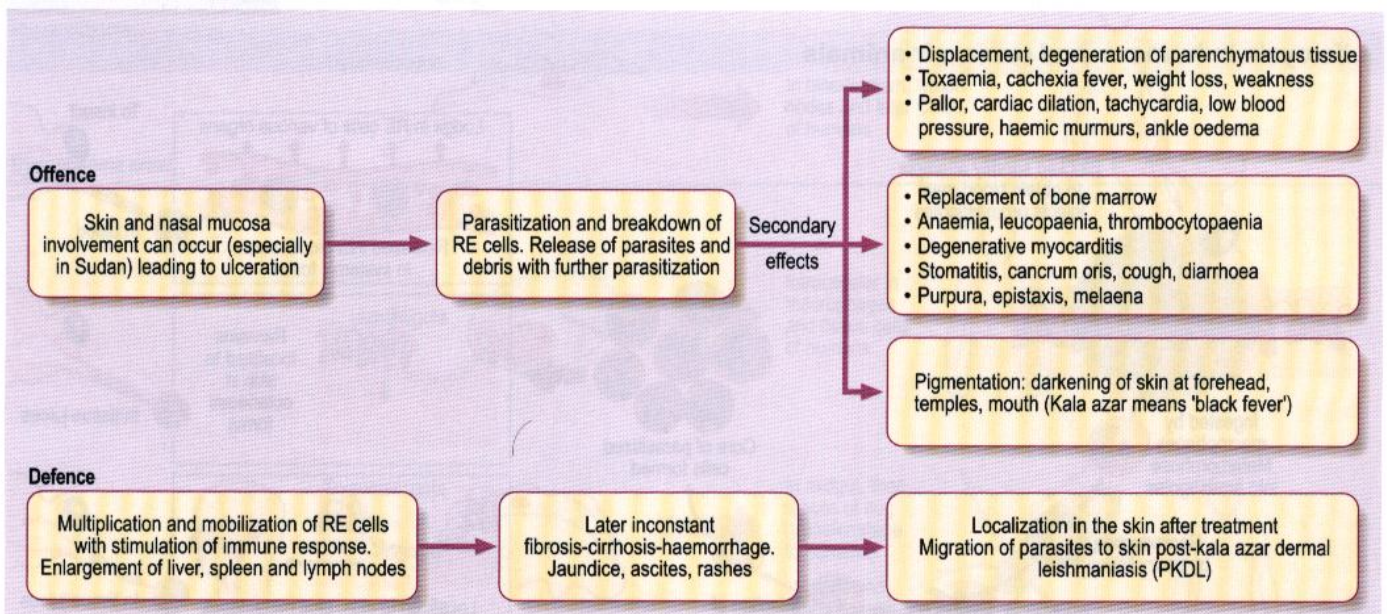 Offence
Skin and nasal mucosa
involvement can occur (especially
in Sudan) leading to ulceration
Parasitization and breakdown of
RE cells. Release of parasites and
debris with further parasitization
Secondary
effects
• Displacement, degeneration of parenchymatous tissue
• Toxaemia, cachexia fever, weight loss, weakness
• Pallor, cardiac dilation, tachycardia, low blood
pressure, haemic murmurs, ankle oedema
• Replacement of bone marrow
• Anaemia, leucopaenia, thrombocytopaenia
• Degenerative myocarditis
• Stomatitis, cancrum oris, cough, diarrhoea
• Purpura, epistaxis, melaena
Pigmentation: darkening of skin at forehead,
temples, mouth (Kala azar means 'black fever')
Defence
Multiplication and mobilization of RE cells
with stimulation of immune response.
Enlargement of liver, spleen and lymph nodes
Later inconstant
fibrosis-cirrhosis-haemorrhage.
Jaundice, ascites, rashes
Localization in the skin after treatment
Migration of parasites to skin post-kala azar dermal
leishmaniasis (PKDL)